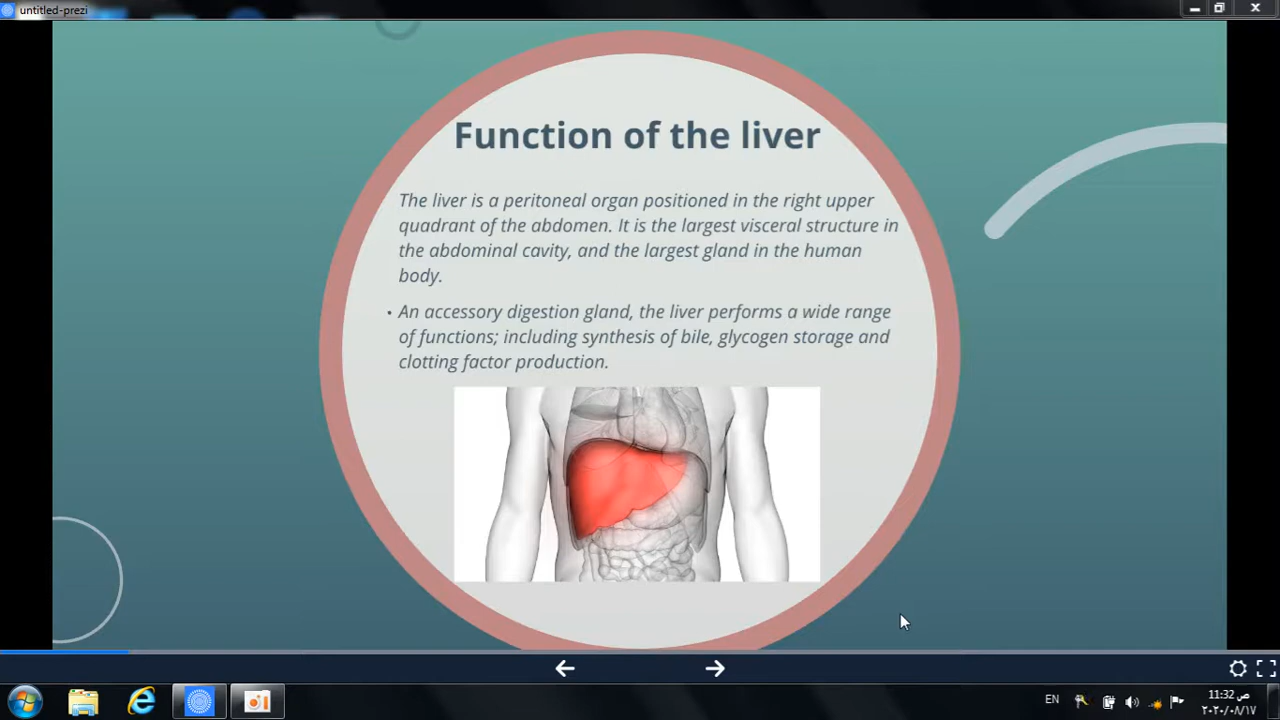 untitled-prezi
Function of the liver
The liver is a peritoneal organ positioned in the right upper
quadrant of the abdomen. It is the largest visceral structure in
the abdominal cavity, and the largest gland in the human
body.
• An accessory digestion gland, the liver performs a wide range
of functions; including synthesis of bile, glycogen storage and
clotting factor production.
EN
11:32 ص
٢٠٢٠/٠٨/١٧